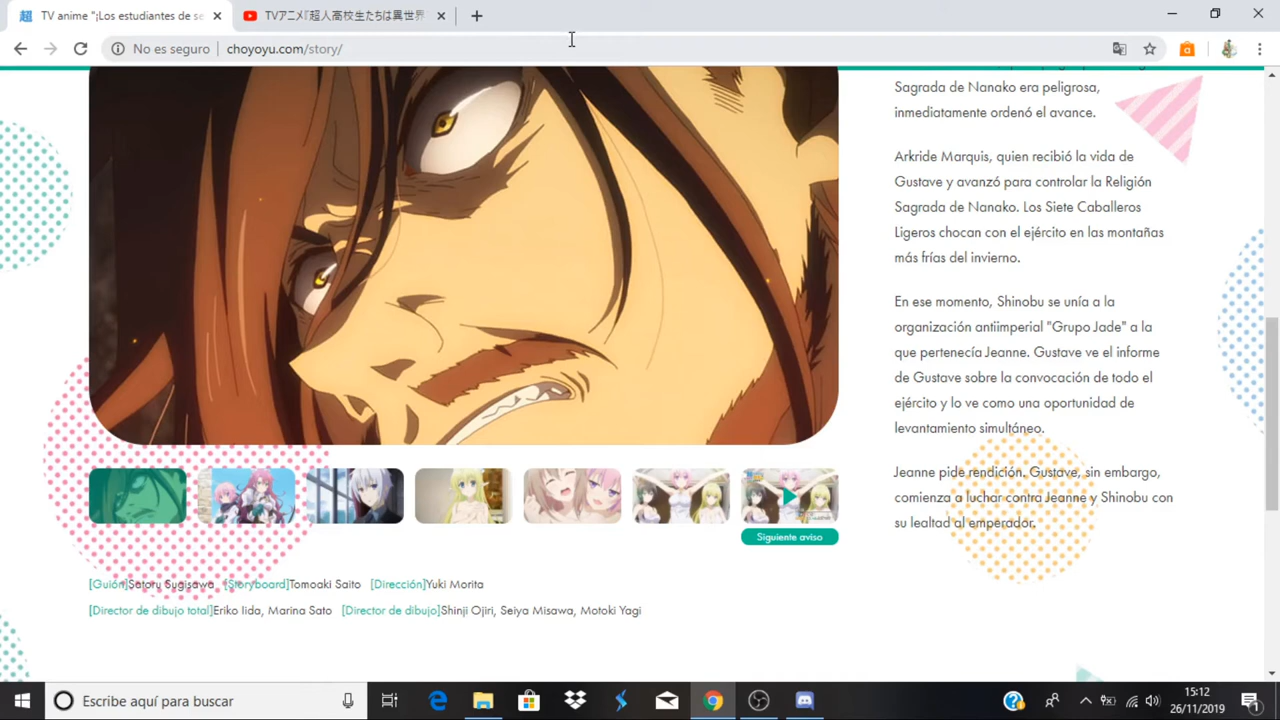 TV anime "¡Los estudiantes de se
TVアニメ『超人高校生たちは異世界
No es seguro
choyoyu.com/story/
Sagrada de Nanako era peligrosa,
inmediatamente ordenó el avance.
Arkride Marquis, quien recibió la vida de
Gustave y avanzó para controlar la Religión
Sagrada de Nanako. Los Siete Caballeros
Ligeros chocan con el ejército en las montañas
más frías del invierno.
En ese momento, Shinobu se unía a la
organización antiimperial "Grupo Jade" a la
que pertenecía Jeanne. Gustave ve el informe
de Gustave sobre la convocación de todo el
ejército y lo ve como una oportunidad de
levantamiento simultáneo.
Jeanne pide rendición. Gustave, sin embargo,
comienza a luchar contra Jeanne y Shinobu con
su lealtad al emperador.
Siguiente aviso
[Guión]Satoru Sugisawa [Storyboard]Tomoaki Saito [Dirección]Yuki Morita
[Director de dibujo total]Eriko Iida, Marina Sato [Director de dibujo]Shinji Ojiri, Seiya Misawa, Motoki Yagi
Escribe aquí para buscar
15:12
26/11/2019